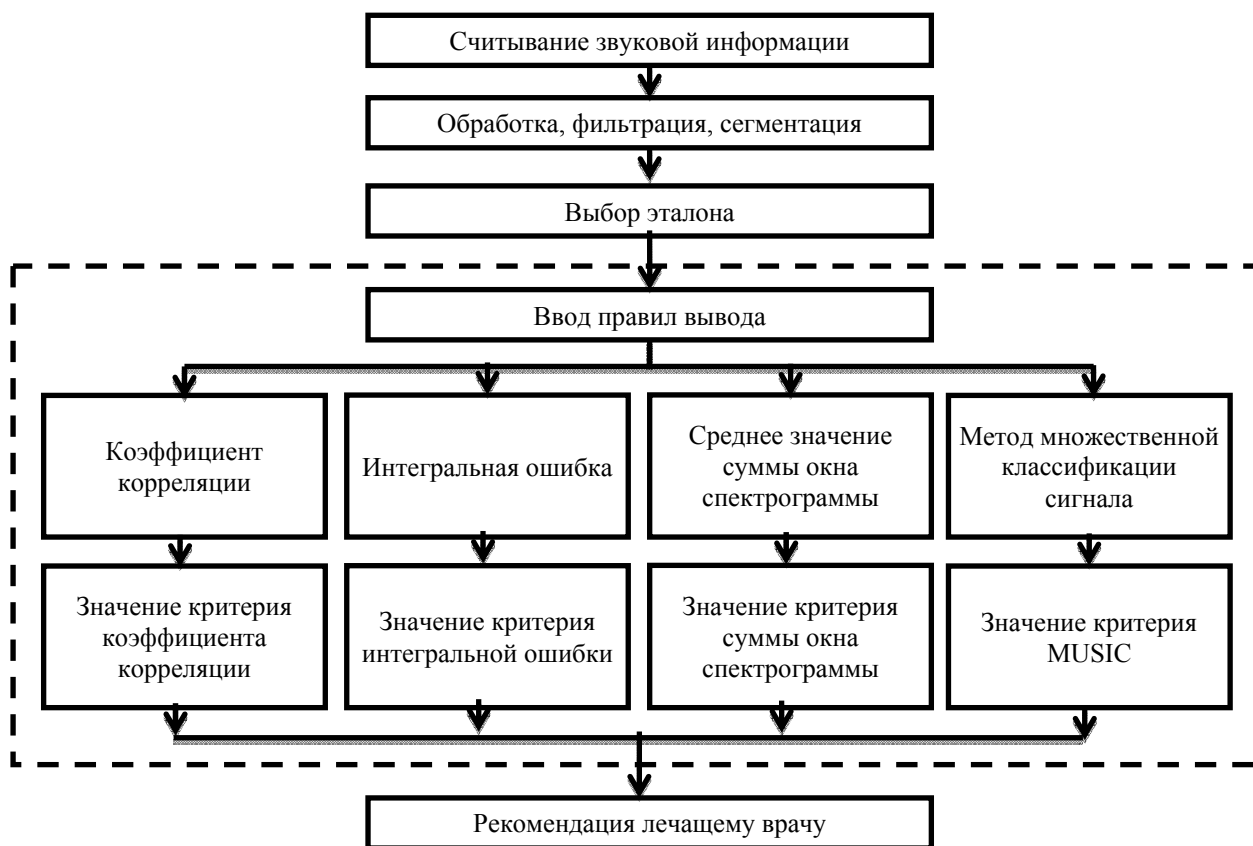 Считывание звуковой информации
Обработка, фильтрация, сегментация
Выбор эталона
Ввод правил вывода
Коэффициент
корреляции
Интегральная ошибка
Среднее значение
суммы окна
спектрограммы
Метод множественной
классификации
сигнала
Значение критерия
коэффициента
корреляции
Значение критерия
интегральной ошибки
Значение критерия
суммы окна
спектрограммы
Значение критерия
MUSIC
Рекомендация лечащему врачу